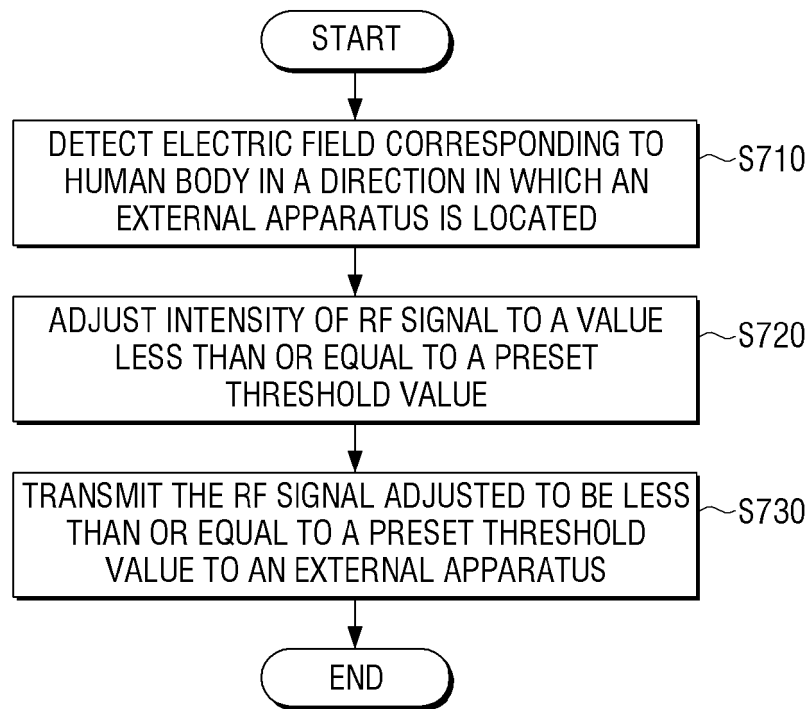 START
DETECT ELECTRIC FIELD CORRESPONDING TO
HUMAN BODY IN A DIRECTION IN WHICH AN
EXTERNAL APPARATUS IS LOCATED
S710
ADJUST INTENSITY OF RF SIGNAL TO A VALUE
LESS THAN OR EQUAL TO A PRESET
THRESHOLD VALUE
S720
TRANSMIT THE RF SIGNAL ADJUSTED TO BE LESS
THAN OR EQUAL TO A PRESET THRESHOLD
VALUE TO AN EXTERNAL APPARATUS
S730
END